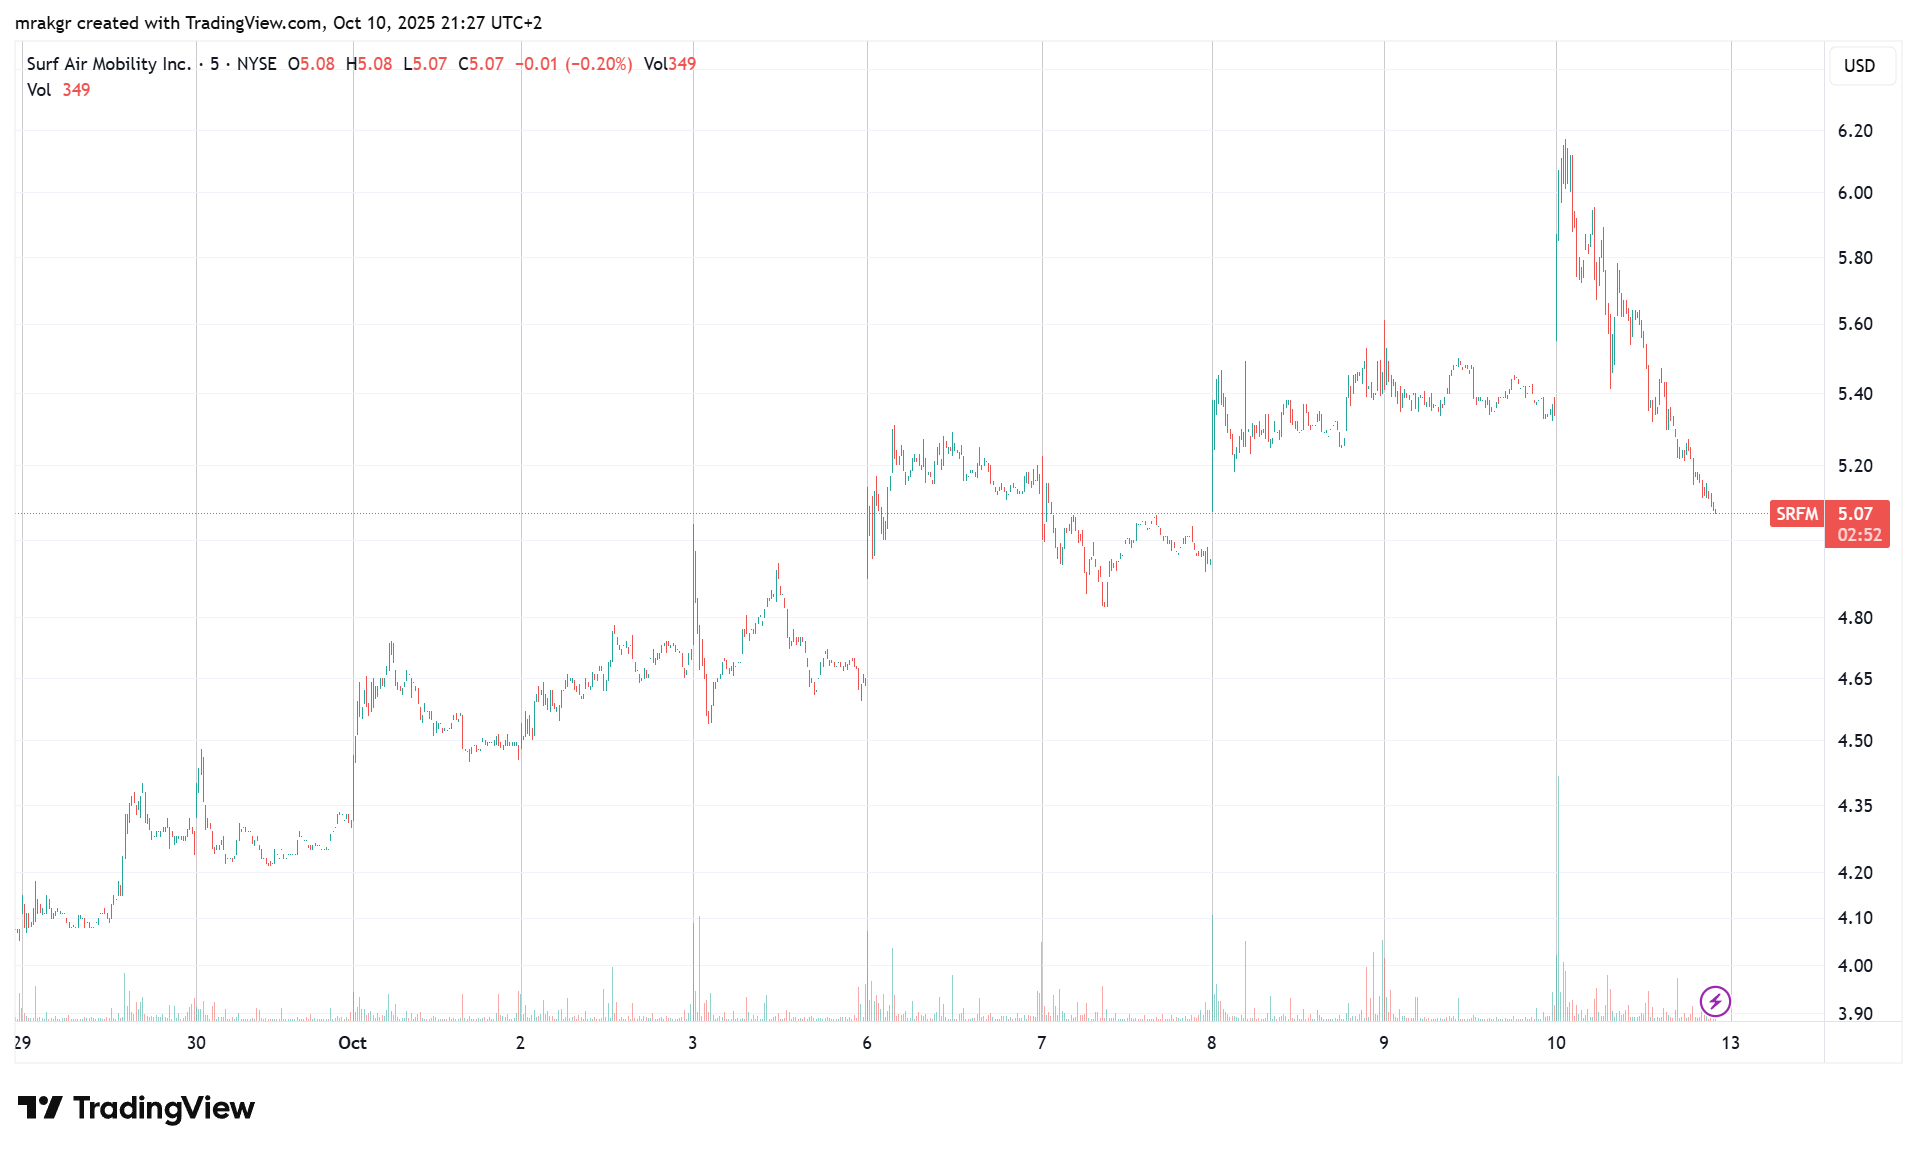 mrakgr created with TradingView.com, Oct 10, 2025 21:27 UTC+2
Surf Air Mobility Inc. · 5 · NYSE O5.08 H5.08 L5.07 C5.07 −0.01 (−0.20%) Vol349
Vol 349
USD
6.20
6.00
5.80
5.60
5.40
5.20
SRFM 5.07
02:52
4.80
4.65
4.50
4.35
4.20
4.10
4.00
3.90
29 30 Oct 2 3 6 7 8 9 10 13
TradingView